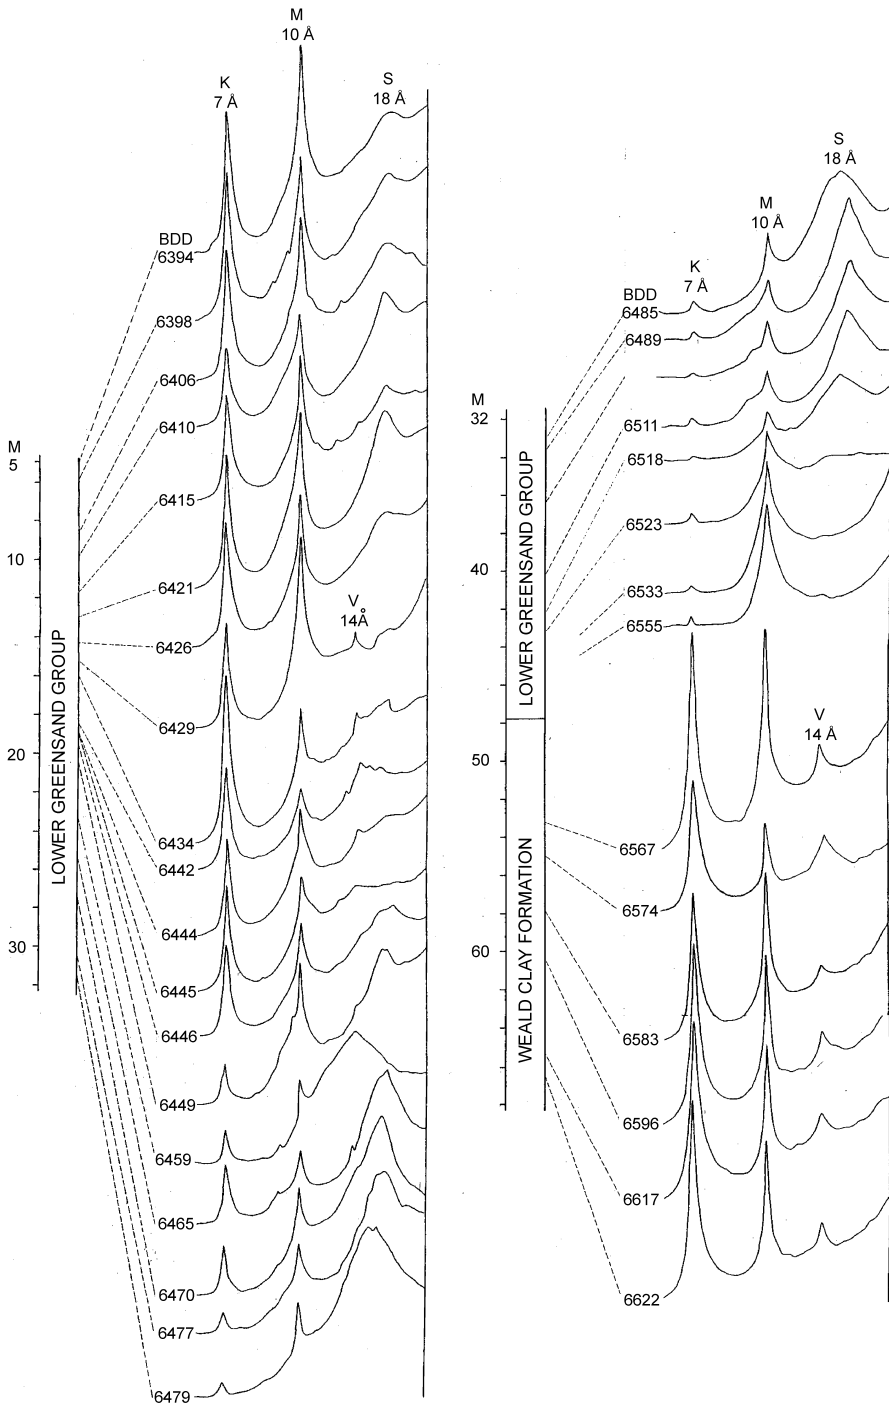 M
10 Å
K
7 Å
S
18 Å
BDD
6394
6398
6406
6410
6415
6421
6426
V
14Å
6429
6434
6442
6444
6445
6446
6449
6459
6465
6470
6477
6479
M
5
10
20
30
LOWER GREENSAND GROUP
S
18 Å
M
10 Å
K
7 Å
BDD
6485
6489
6511
6518
6523
6533
6555
V
14 Å
6567
6574
6583
6596
6617
6622
M
32
40
50
60
LOWER GREENSAND GROUP
WEALD CLAY FORMATION